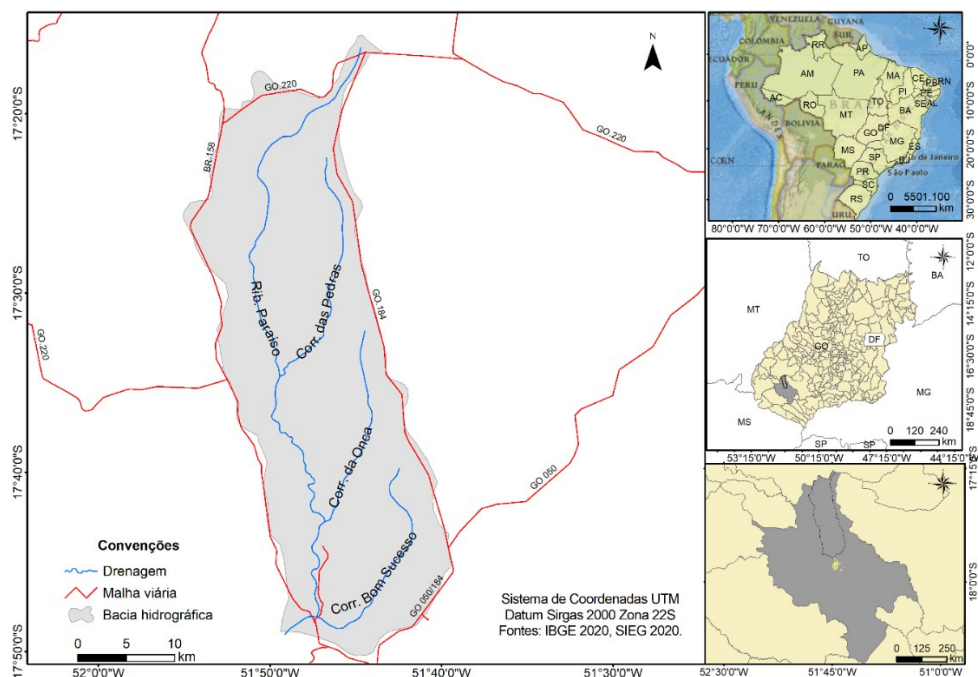 N
GO.220
BR.158
GO.220
GO.184
GO.220
GO 050
GO 050/184
Rib. Paraiso
Corr. das Pedras
Corr. da Onca
Corr. Bom Sucesso
17°20'0"S
17°30'0"S
17°40'0"S
17°50'0"S
52°0'0"W
51°50'0"W
51°40'0"W
51°30'0"W
Convenções
Drenagem
Malha viária
Bacia hidrográfica
0 5 10
km
Sistema de Coordenadas UTM
Datum Sirgas 2000 Zona 22S
Fontes: IBGE 2020, SIEG 2020.
VENEZUELA
GUYANA
SUR
COLOMBIA
ECUADOR
PERU
ANDES
BRAZIL
BOLIVIA
PARAG
CORN
URU
RR
AP
AM
PA
MA
CE
RN
PB
PE
PI
AC
RO
TO
SE
AL
BA
MT
GO
DF
MG
ES
MS
SP
RJ
o de Janeiro
São Paulo
PR
SC
RS
0 5501.100
km
0°0'0"
10°0'0"S
20°0'0"S
30°0'0"S
80°0'0"W
70°0'0"W
60°0'0"W
50°0'0"W
40°0'0"W
TO
BA
MT
GO
DF
MG
MS
SP
SP
0 120 240
km
12°0'0"S
14°15'0"S
16°30'0"S
18°45'0"S
53°15'0"W
50°15'0"W
47°15'0"W
44°15'0"W
17°15'0"S
18°0'0"S
0 125 250
km
52°30'0"W
51°45'0"W
51°0'0"W